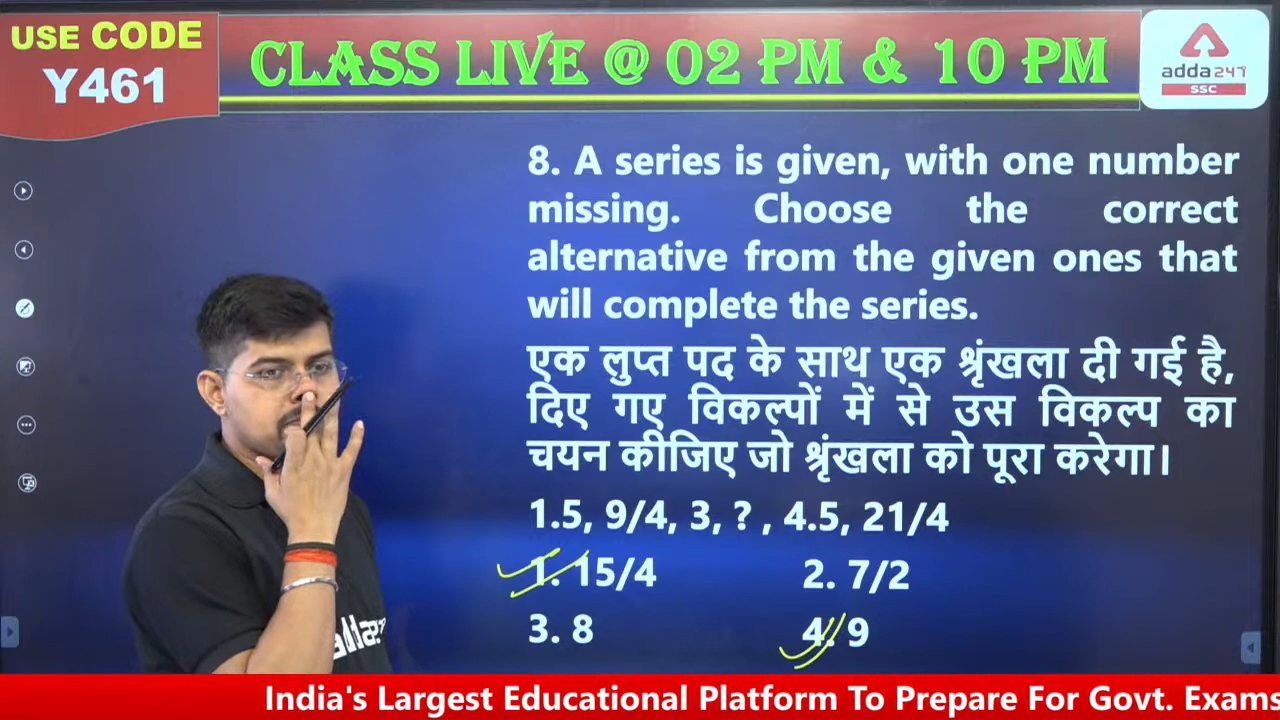 USE CODE
Y461
CLASS LIVE @ 02 PM & 10 PM
adda 247
SSC
8. A series is given, with one number
missing. Choose the correct
alternative from the given ones that
will complete the series.
एक लुप्त पद के साथ एक श्रृंखला दी गई है,
दिए गए विकल्पों में से उस विकल्प का
चयन कीजिए जो श्रृंखला को पूरा करेगा।
1.5, 9/4, 3, ? , 4.5, 21/4
1. 15/4 2. 7/2
3. 8 4. 9
India's Largest Educational Platform To Prepare For Govt. Exams